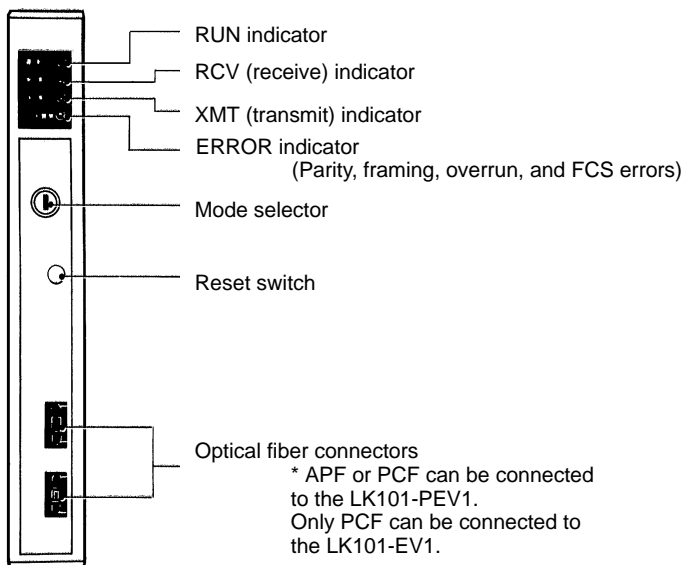 RUN indicator
RCV (receive) indicator
XMT (transmit) indicator
ERROR indicator
(Parity, framing, overrun, and FCS errors)
Mode selector
Reset switch
Optical fiber connectors
* APF or PCF can be connected
to the LK101-PEV1.
Only PCF can be connected to
the LK101-EV1.